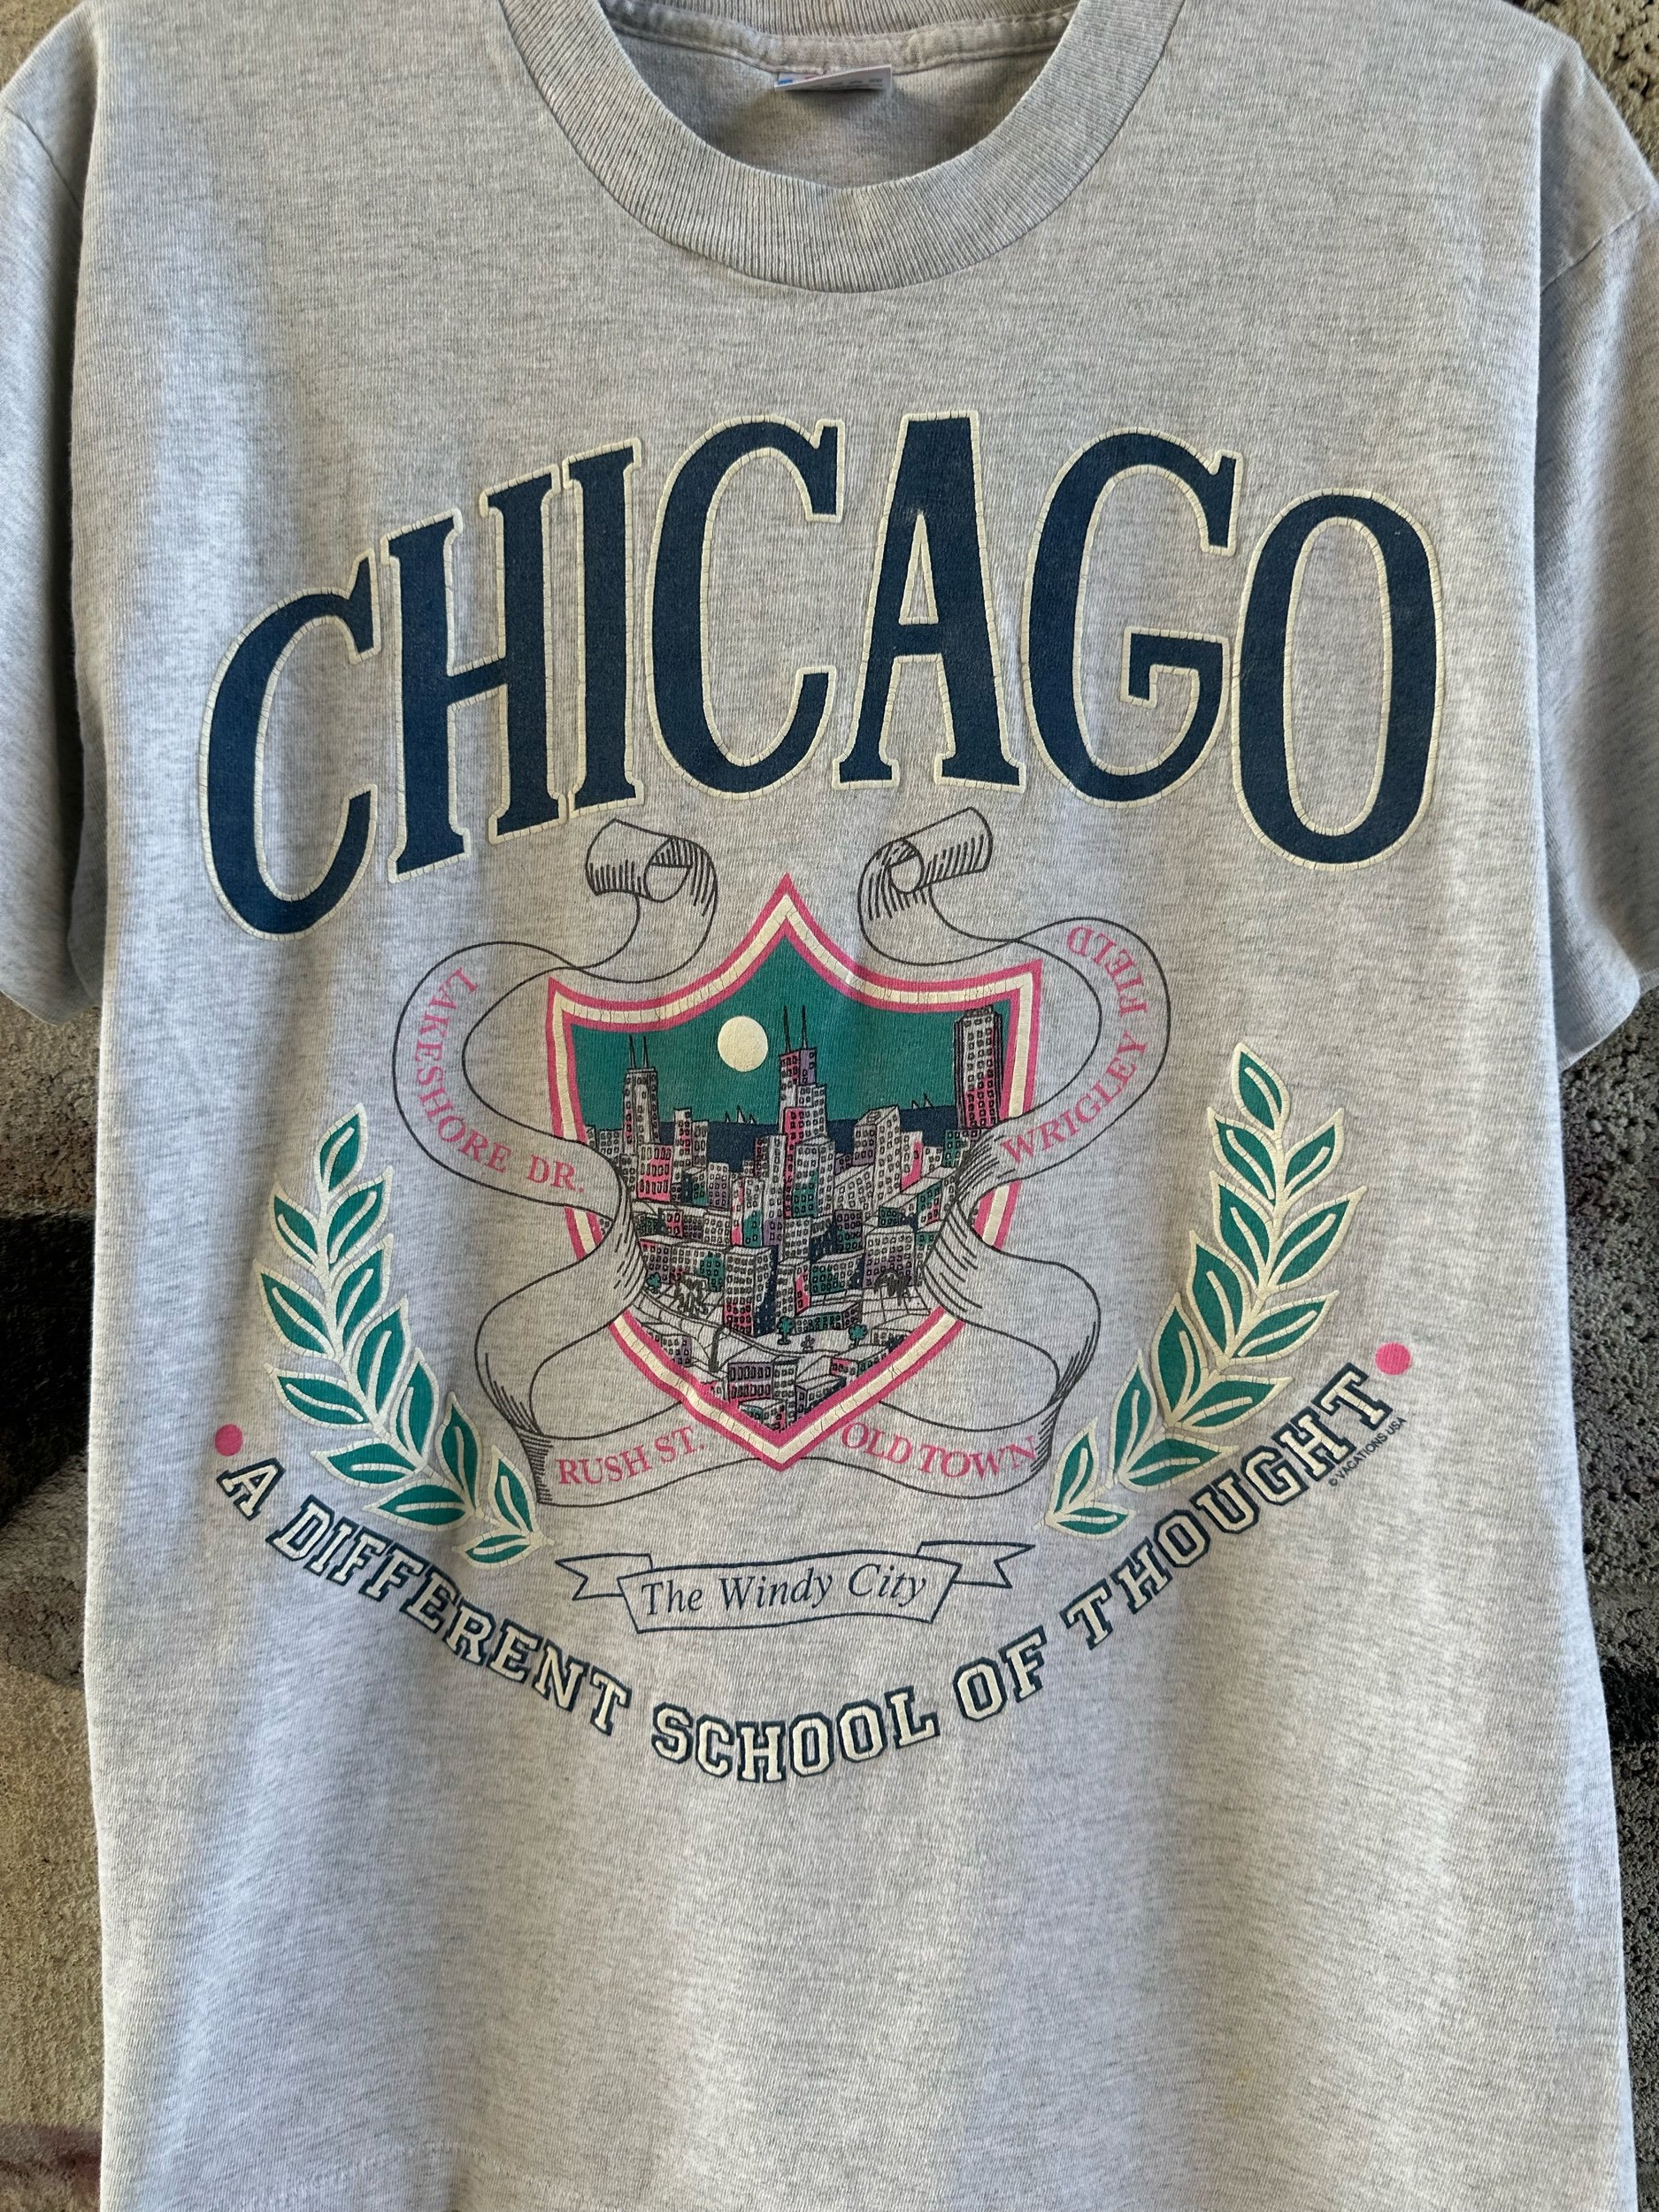 CHICAGO
LAKESHORE DR.
WRIGLEY FIELD
RUSH ST.
OLD TOWN
The Windy City
A DIFFERENT SCHOOL OF THOUGHT
© VACATIONS USA